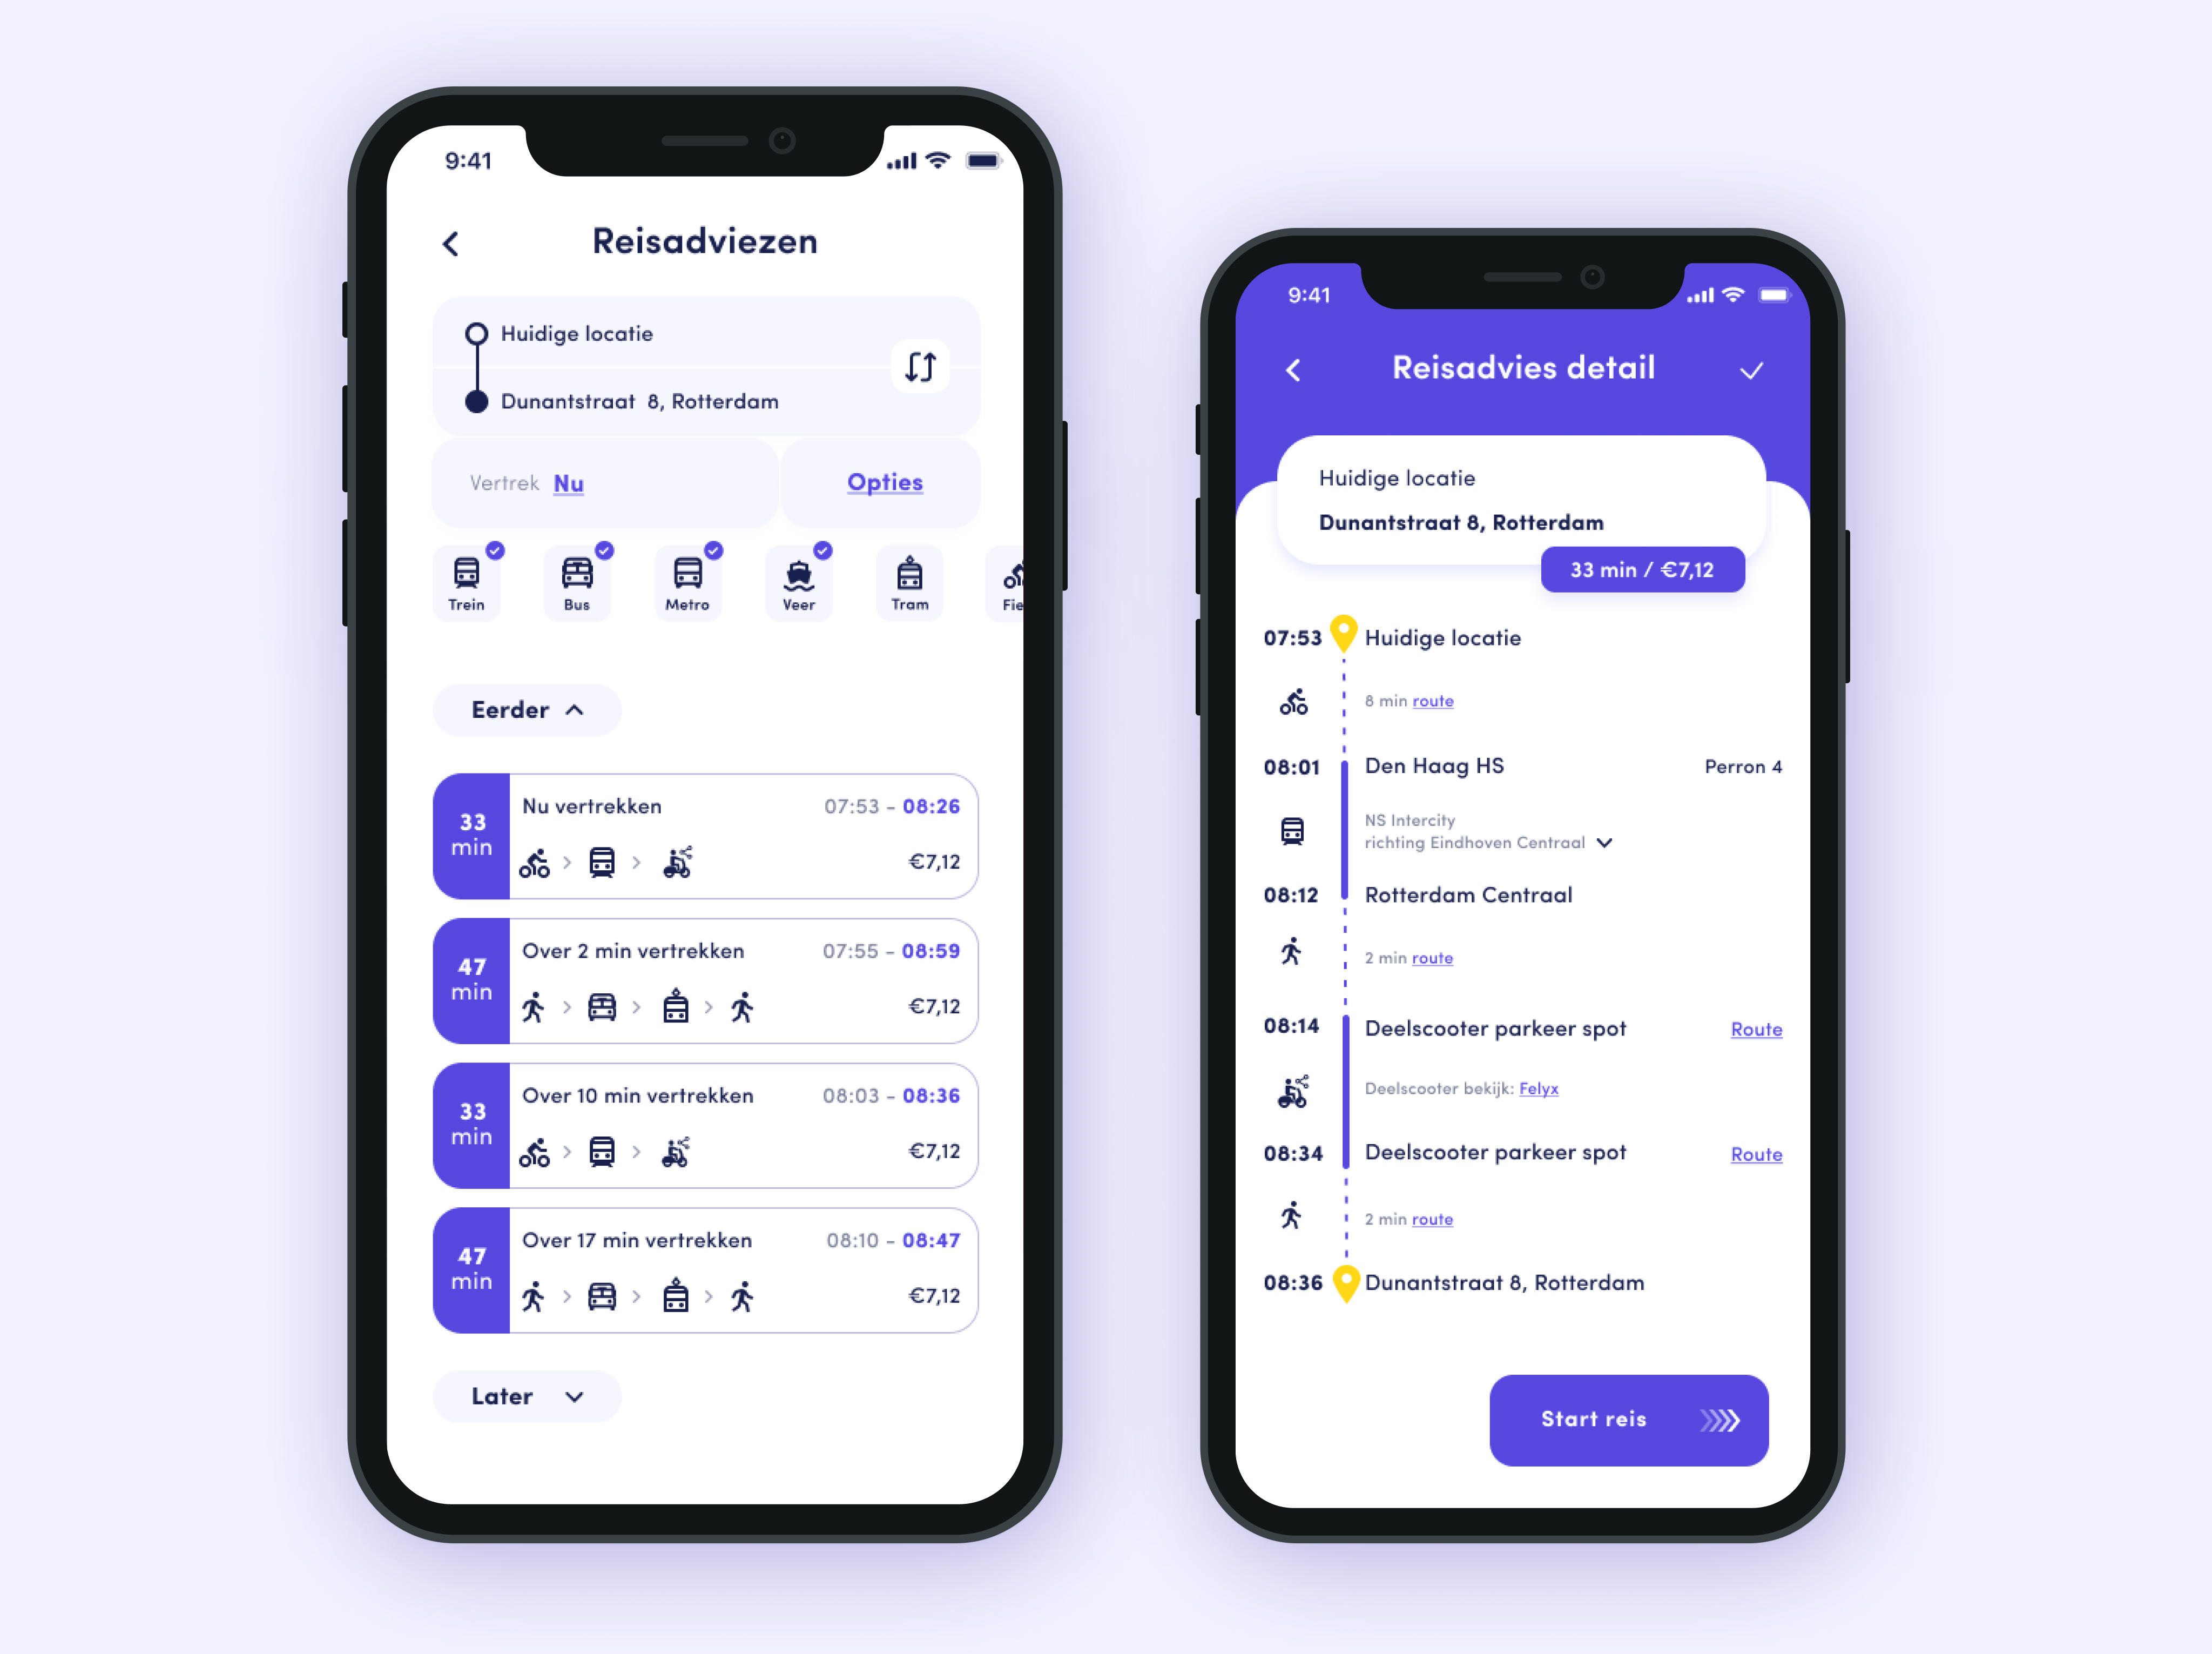 9:41
Reisadviezen
Huidige locatie
Dunantstraat 8, Rotterdam
Vertrek Nu
Opties
Trein
Bus
Metro
Veer
Tram
Fie
Eerder
33 min
Nu vertrekken
07:53 - 08:26
€7,12
47 min
Over 2 min vertrekken
07:55 - 08:59
€7,12
33 min
Over 10 min vertrekken
08:03 - 08:36
€7,12
47 min
Over 17 min vertrekken
08:10 - 08:47
€7,12
Later
9:41
Reisadvies detail
Huidige locatie
Dunantstraat 8, Rotterdam
33 min / €7,12
07:53 Huidige locatie
8 min route
08:01 Den Haag HS Perron 4
NS Intercity
richting Eindhoven Centraal
08:12 Rotterdam Centraal
2 min route
08:14 Deelscooter parkeer spot Route
Deelscooter bekijk: Felyx
08:34 Deelscooter parkeer spot Route
2 min route
08:36 Dunantstraat 8, Rotterdam
Start reis